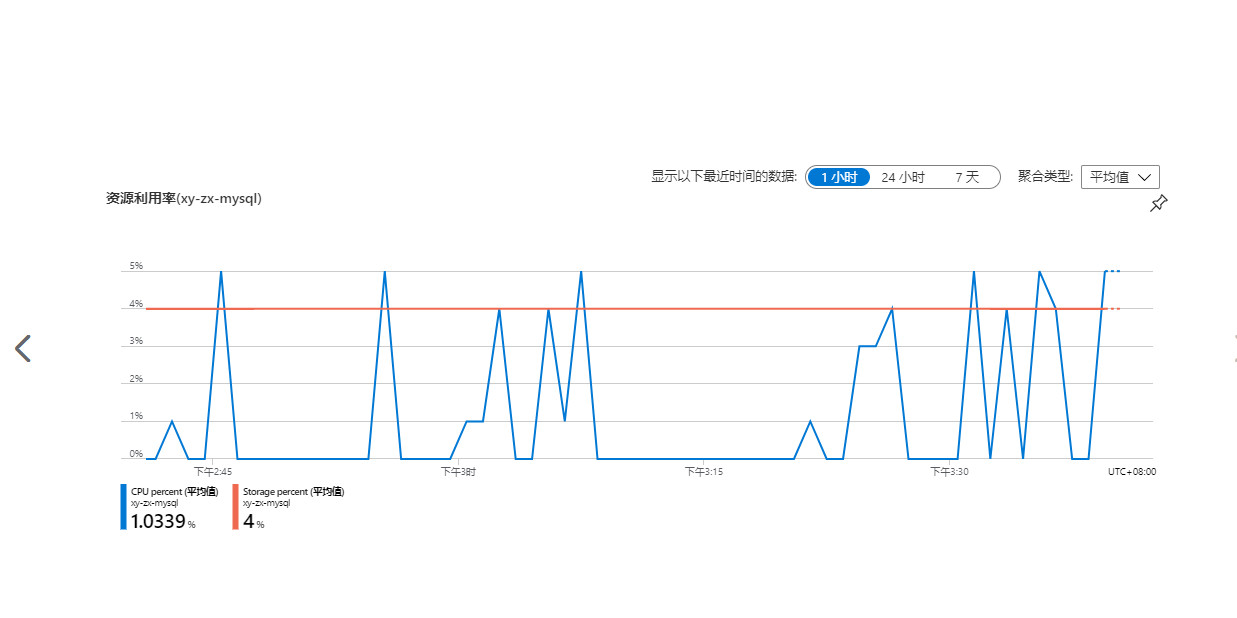 显示以下最近时间的数据: 1 小时 24 小时 7 天 聚合类型: 平均值
资源利用率(xy-zx-mysql)
5%
4%
3%
2%
1%
0%
下午2:45 下午3时 下午3:15 下午3:30 UTC+08:00
CPU percent (平均值) Storage percent (平均值)
xy-zx-mysql xy-zx-mysql
1.0339 % 4 %